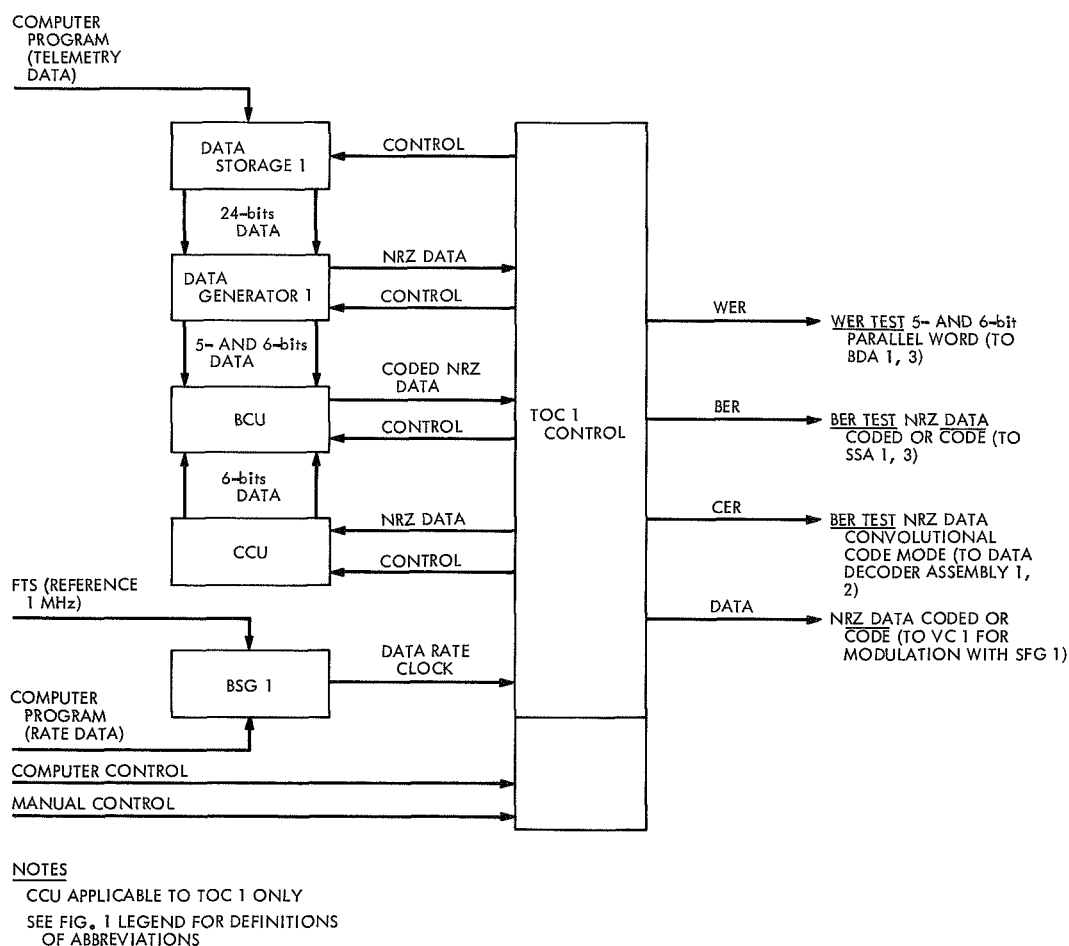 COMPUTER
PROGRAM
(TELEMETRY
DATA)
DATA
STORAGE 1
CONTROL
24-bits
DATA
DATA
GENERATOR 1
NRZ DATA
CONTROL
5- AND 6-bits
DATA
BCU
CODED NRZ
DATA
CONTROL
6-bits
DATA
CCU
NRZ DATA
CONTROL
FTS (REFERENCE
1 MHz)
BSG 1
DATA RATE
CLOCK
COMPUTER
PROGRAM
(RATE DATA)
COMPUTER CONTROL
MANUAL CONTROL
TOC 1
CONTROL
WER
WER TEST 5- AND 6-bit
PARALLEL WORD (TO
BDA 1, 3)
BER
BER TEST NRZ DATA
CODED OR CODE (TO
SSA 1, 3)
CER
BER TEST NRZ DATA
CONVOLUTIONAL
CODE MODE (TO DATA
DECODER ASSEMBLY 1,
2)
DATA
NRZ DATA CODED OR
CODE (TO VC 1 FOR
MODULATION WITH SFG 1)
NOTES
CCU APPLICABLE TO TOC 1 ONLY
SEE FIG. 1 LEGEND FOR DEFINITIONS
OF ABBREVIATIONS